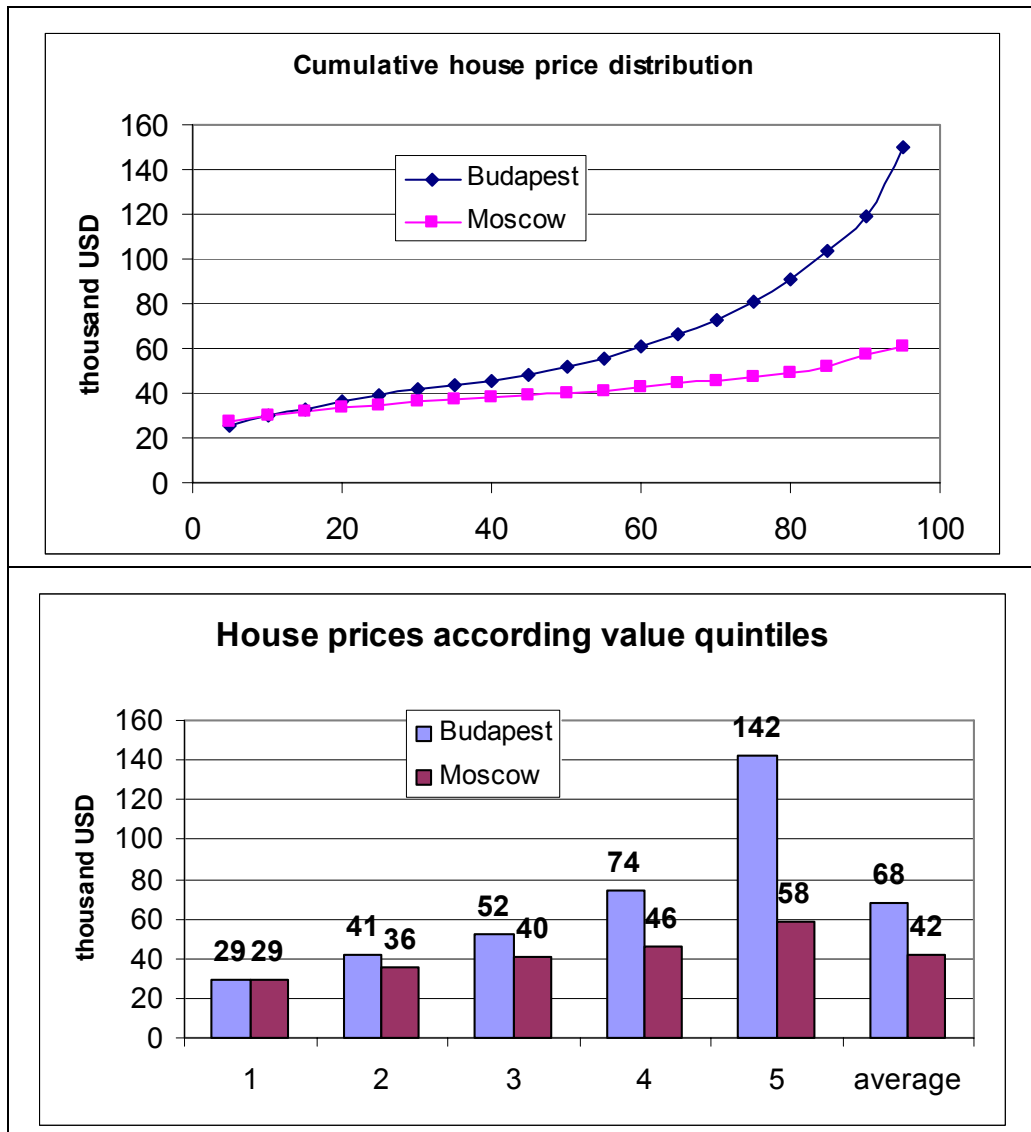 Cumulative house price distribution
160
140
120
100
80
60
40
20
0
thousand USD
Budapest
Moscow
0 20 40 60 80 100
House prices according value quintiles
160
140
120
100
80
60
40
20
0
thousand USD
Budapest
Moscow
29 29 41 36 52 40 74 46 142 58 68 42
1 2 3 4 5 average